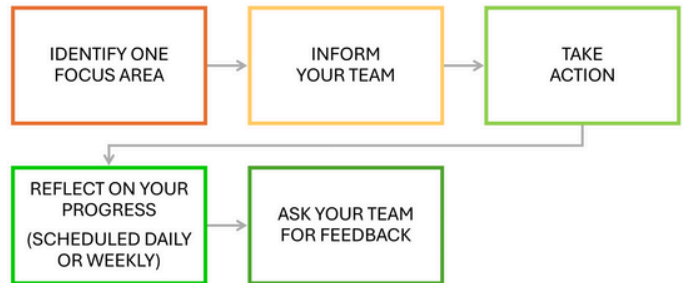 IDENTIFY ONE
FOCUS AREA
INFORM
YOUR TEAM
TAKE
ACTION
REFLECT ON YOUR
PROGRESS
(SCHEDULED DAILY
OR WEEKLY)
ASK YOUR TEAM
FOR FEEDBACK